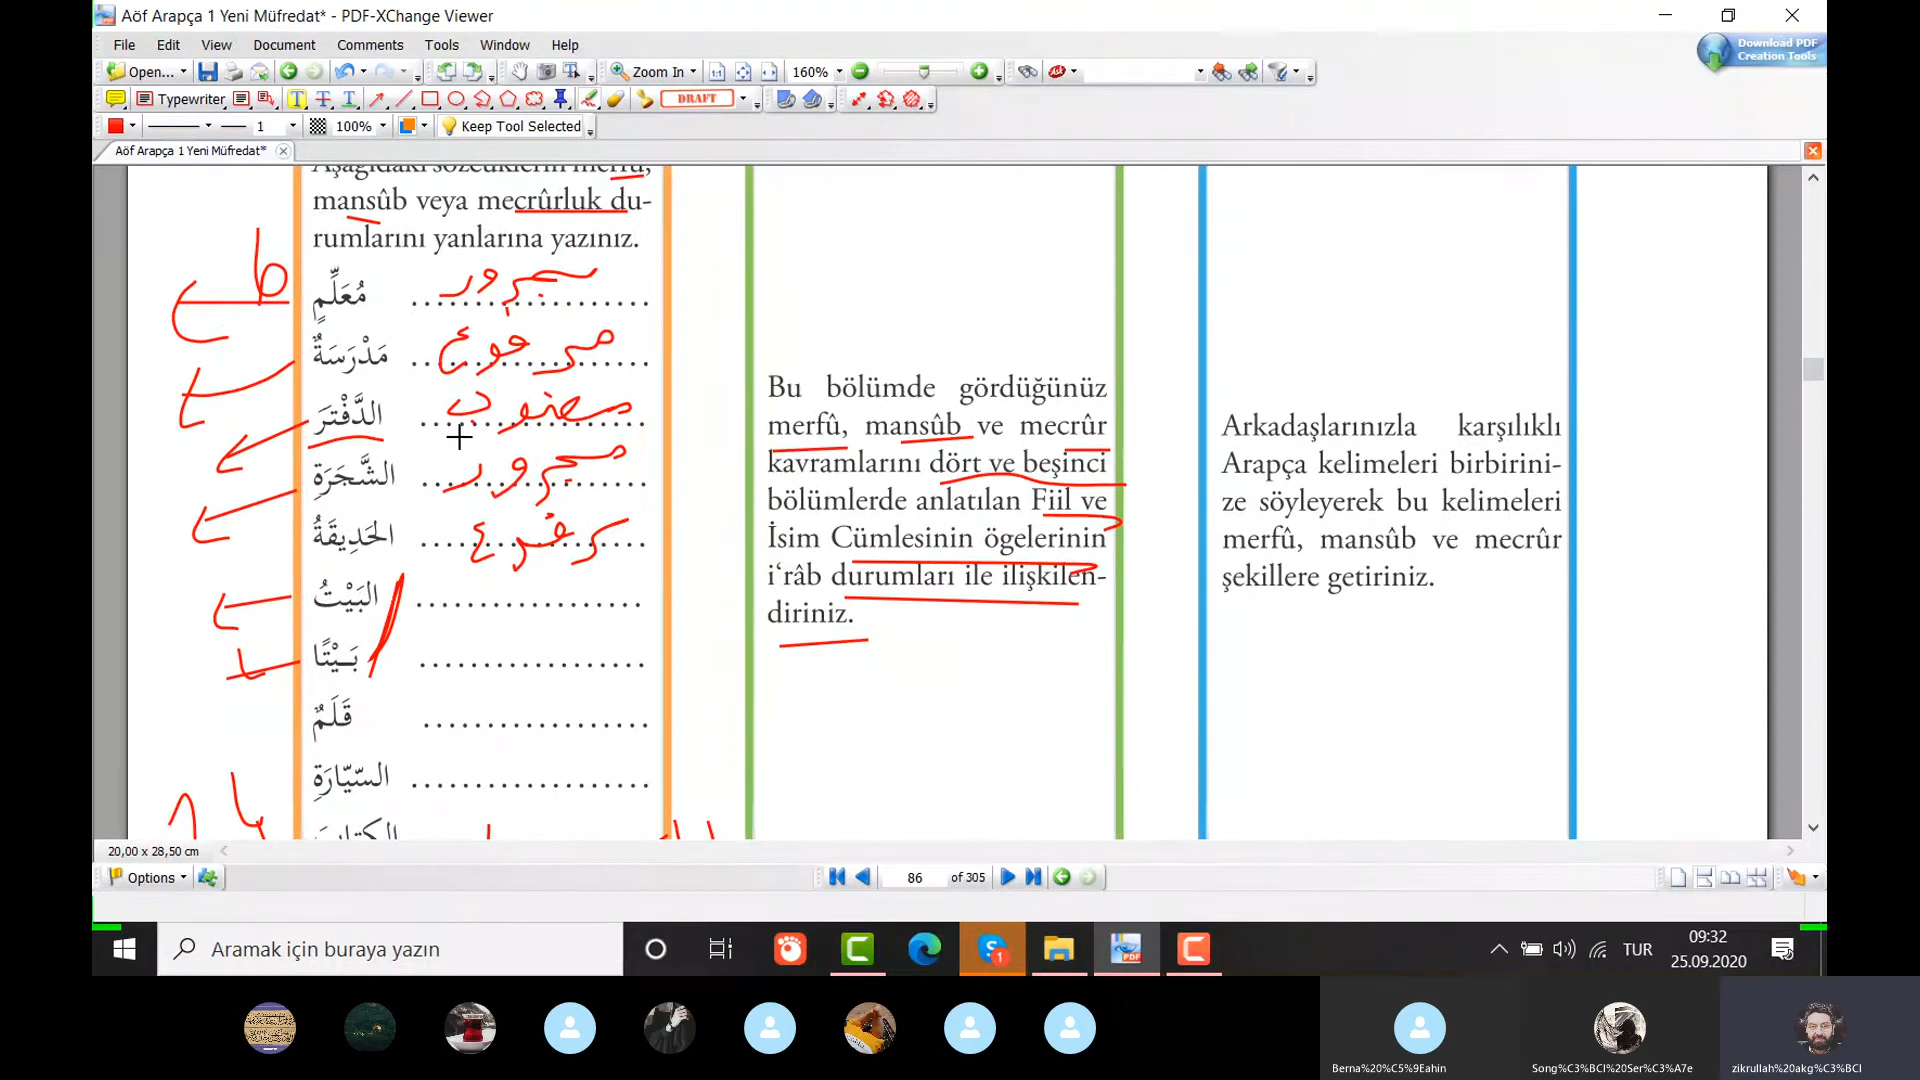 Aöf Arapça 1 Yeni Müfredat* - PDF-XChange Viewer
File Edit View Document Comments Tools Window Help
Download PDF
Creation Tools
Open... Zoom In 160%
Typewriter DRAFT
1 100% Keep Tool Selected
Aöf Arapça 1 Yeni Müfredat*
Aşağıdaki sözcüklerin merfû,
mansûb veya mecrûrluk du-
rumlarını yanlarına yazınız.
مُعَلِّمٍ .................... مجرور
مَدْرَسَةٌ .................... مرفوع
الدَّفْتَرَ .................... منصوب
الشَّجَرَةِ .................... مجرور
الحَدِيقَةُ .................... مرفوع
البَيْتُ ....................
بَـيْتًا ....................
قَلَمٌ ....................
السّيّارَةِ ....................
الكتابَ
Bu bölümde gördüğünüz
merfû, mansûb ve mecrûr
kavramlarını dört ve beşinci
bölümlerde anlatılan Fiil ve
İsim Cümlesinin ögelerinin
i‘râb durumları ile ilişkilen-
diriniz.
Arkadaşlarınızla karşılıklı
Arapça kelimeleri birbirini-
ze söyleyerek bu kelimeleri
merfû, mansûb ve mecrûr
şekillere getiriniz.
20,00 x 28,50 cm
Options 86 of 305
Aramak için buraya yazın
TUR
09:32
25.09.2020
Berna%20%C5%9Eahin
Song%C3%BCl%20Ser%C3%A7e
zikrullah%20akg%C3%BCl